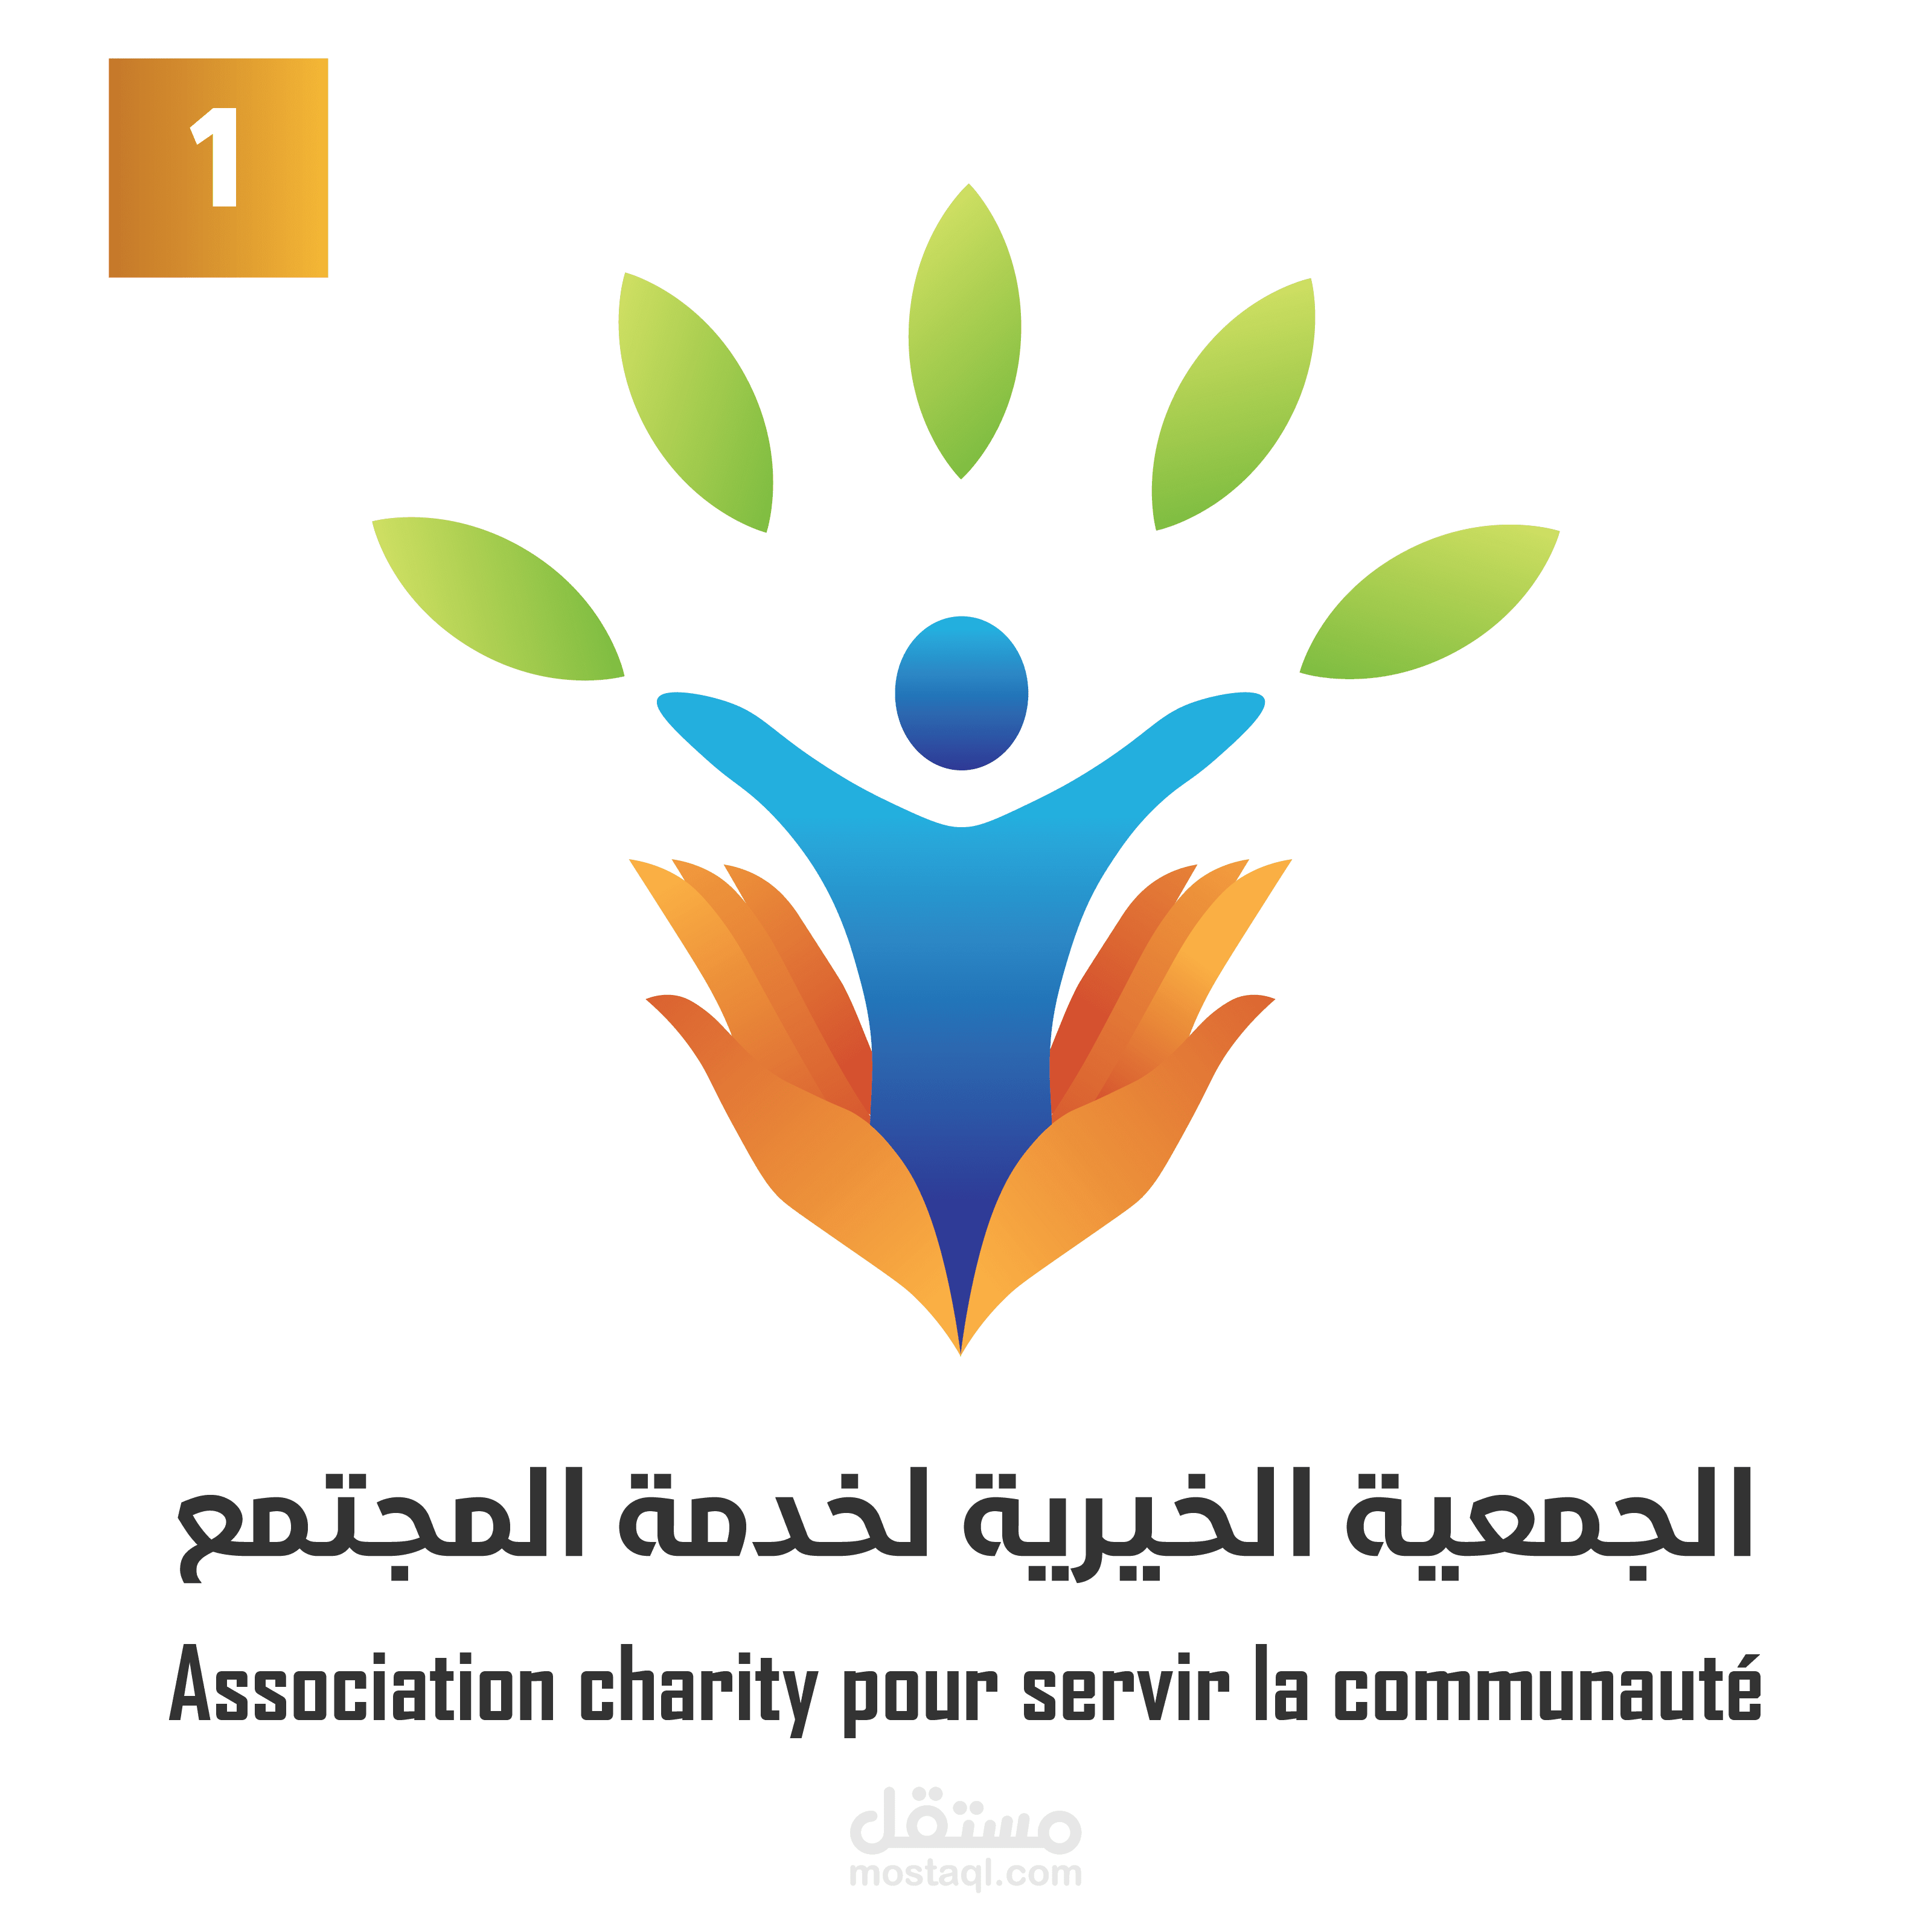 1
الجمعية الخيرية لخدمة المجتمع
Association charity pour servir la communauté
مستقل
mostaql.com